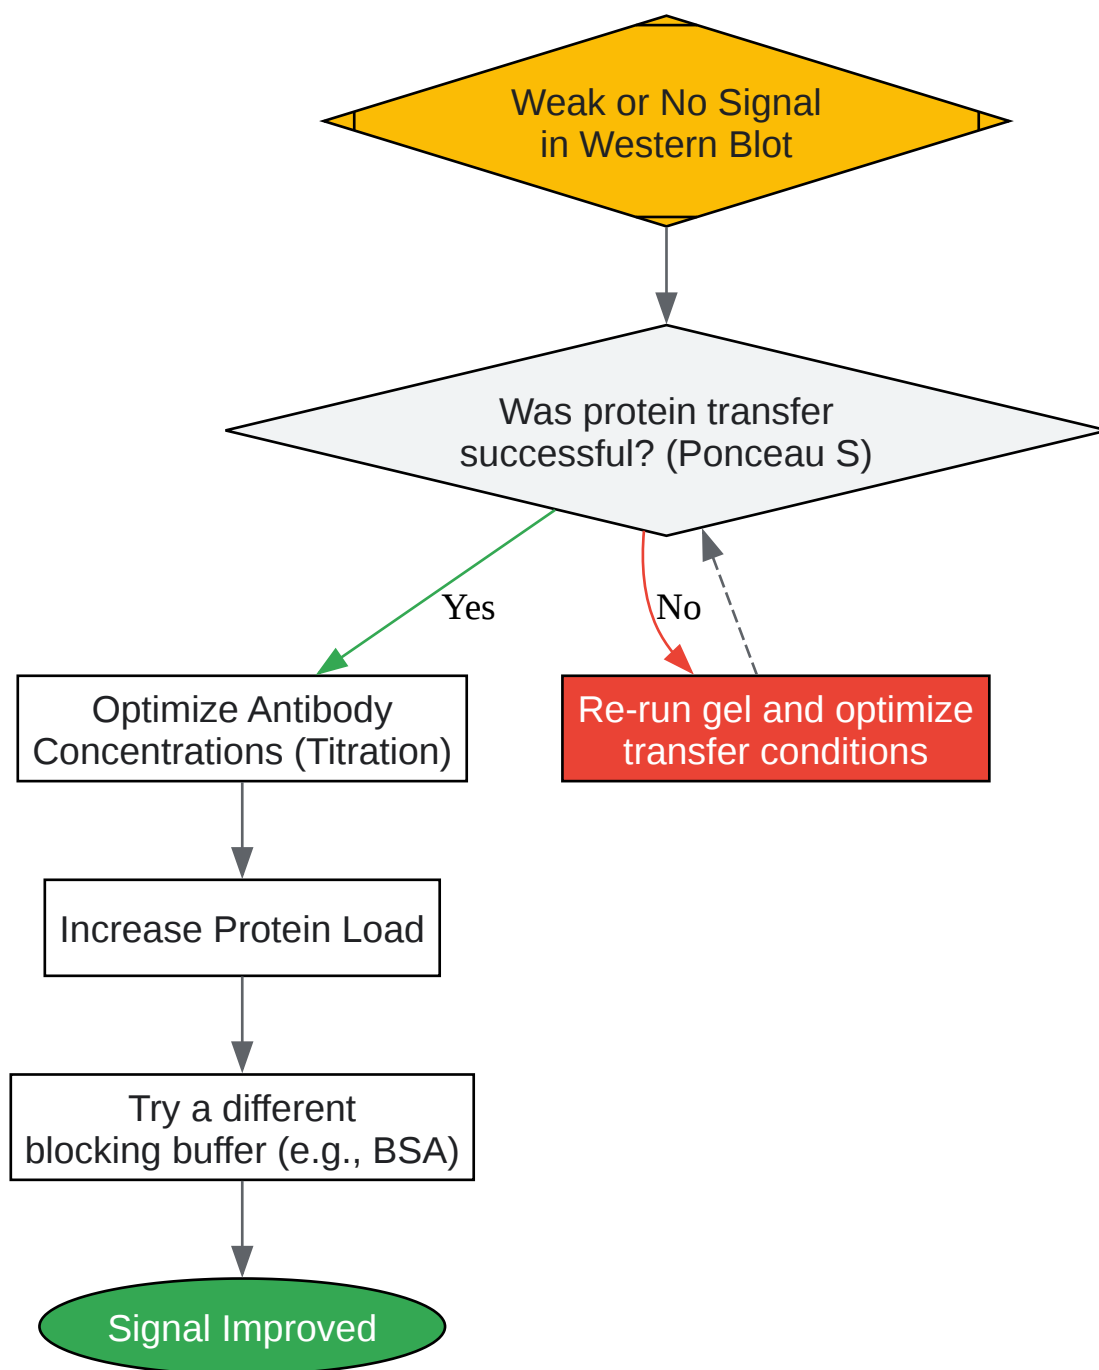 Weak or No Signal
in Western Blot
Was protein transfer
successful? (Ponceau S)
Yes
No
Optimize Antibody
Concentrations (Titration)
Re-run gel and optimize
transfer conditions
Increase Protein Load
Try a different
blocking buffer (e.g., BSA)
Signal Improved